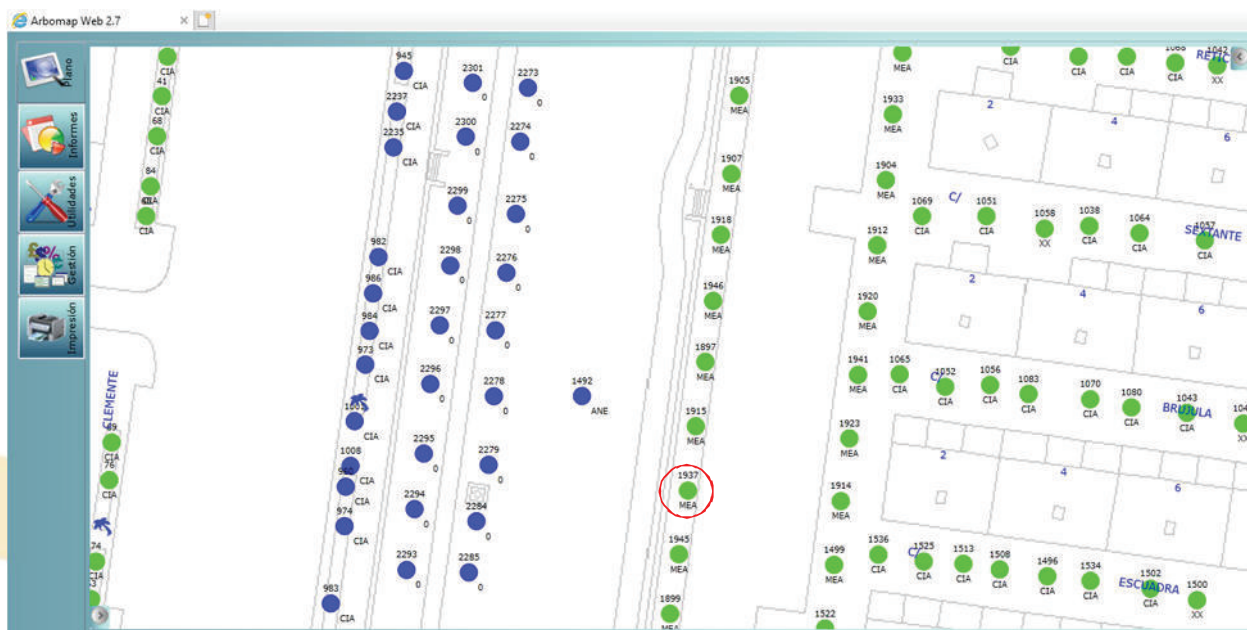 Arbomap Web 2.7
Plano
Informes
Utilidades
Gestión
Impresión
CIA
41
CIA
68
CIA
84
CIA
CIA
CLEMENTE
69
CIA
76
CIA
74
CIA
945
CIA
2237
CIA
2235
CIA
982
CIA
986
CIA
984
CIA
973
CIA
CIA
1008
CIA
974
CIA
983
CIA
2301
0
2300
0
2299
0
2298
0
2297
0
2296
0
2295
0
2294
0
2293
0
2273
0
2274
0
2275
0
2276
0
2277
0
2278
0
2279
0
2284
0
2285
0
1492
ANE
1905
MEA
1907
MEA
1918
MEA
1946
MEA
1897
MEA
1915
MEA
1937
MEA
1945
MEA
1899
MEA
MEA
1933
MEA
1904
MEA
1912
MEA
1920
MEA
1941
MEA
1923
MEA
1914
MEA
1499
MEA
1522
CIA
CIA
CIA
1068
CIA
1042
XX
RETIC
2
4
6
1069
CIA
C/
1051
CIA
1058
XX
1038
CIA
1064
CIA
1057
CIA
SEXTANTE
2
4
6
1065
CIA
C/
1052
CIA
1056
CIA
1083
CIA
1070
CIA
1080
CIA
1043
CIA
BRUJULA
XX
2
4
6
1536
CIA
C/
1525
CIA
1513
CIA
1508
CIA
1496
CIA
1534
CIA
1502
CIA
ESCUADRA
1500
XX